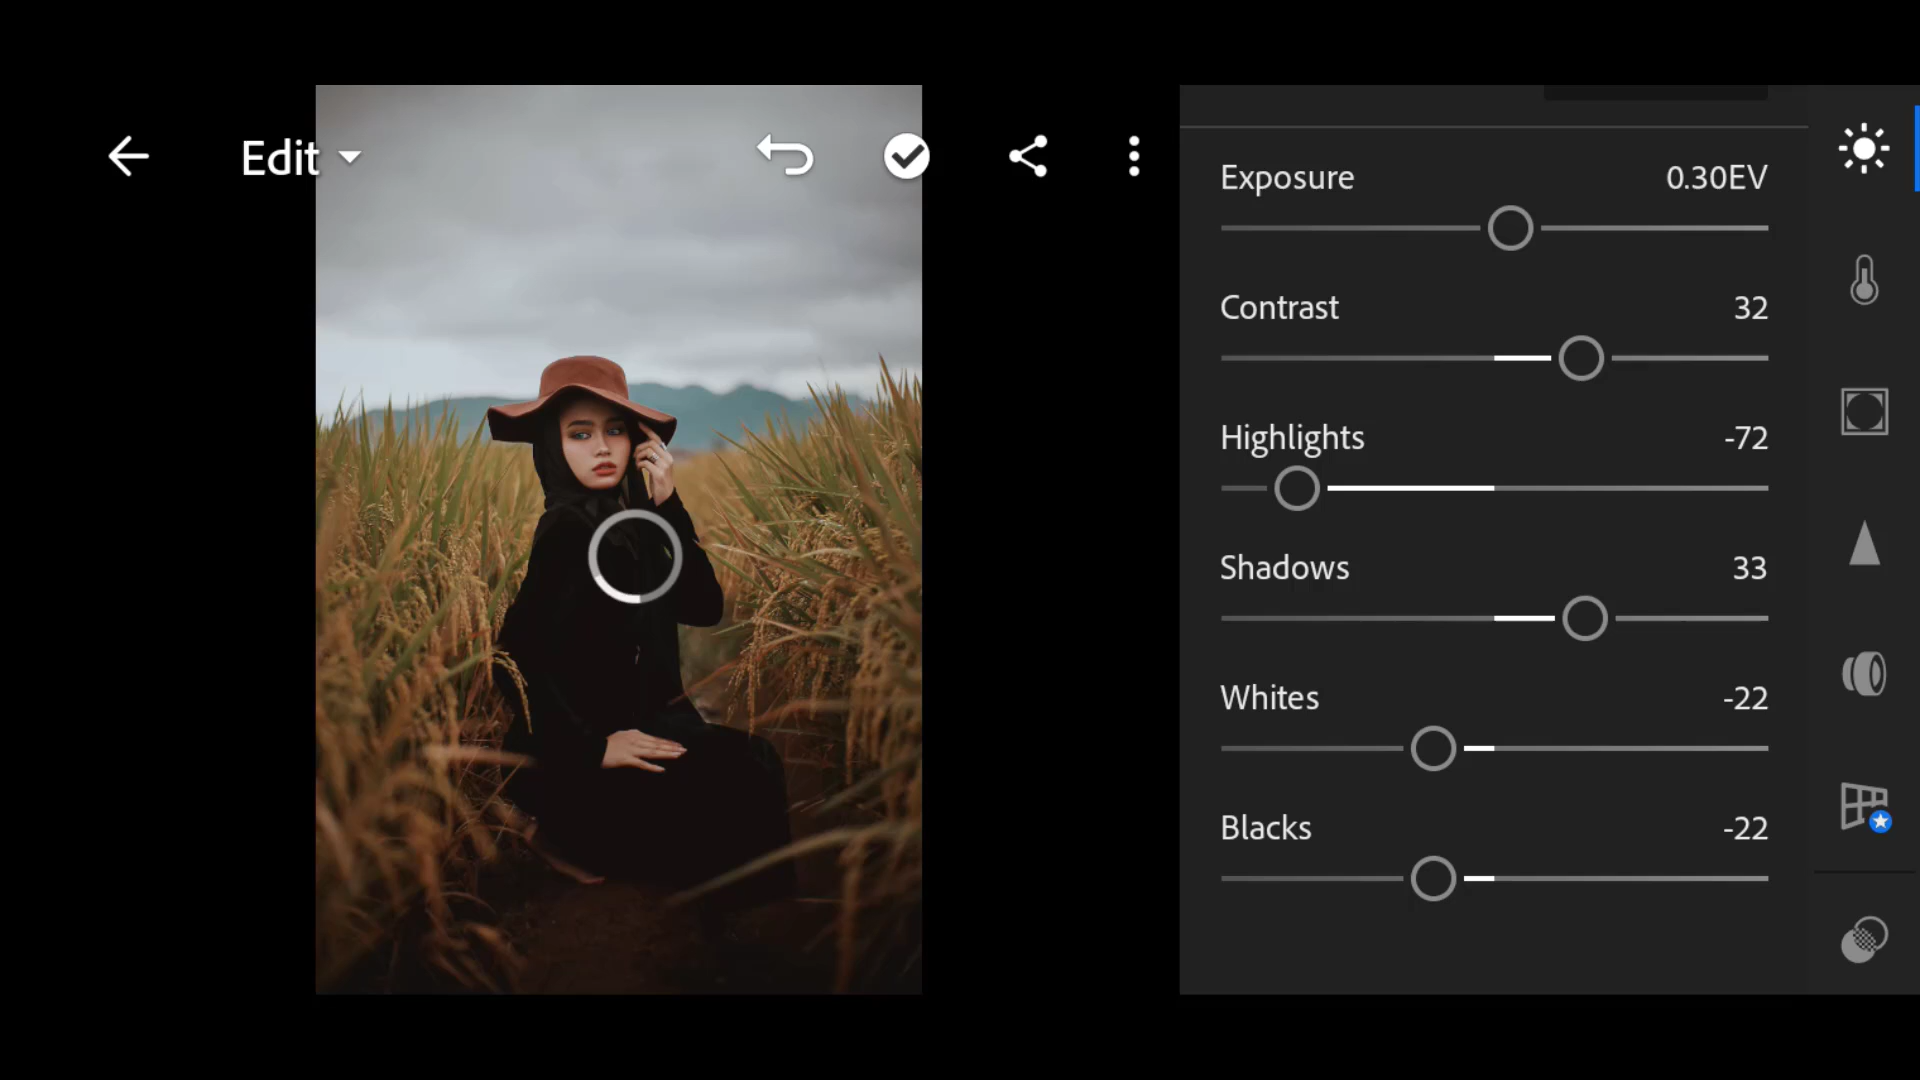 Edit
Exposure 0.30EV
Contrast 32
Highlights -72
Shadows 33
Whites -22
Blacks -22